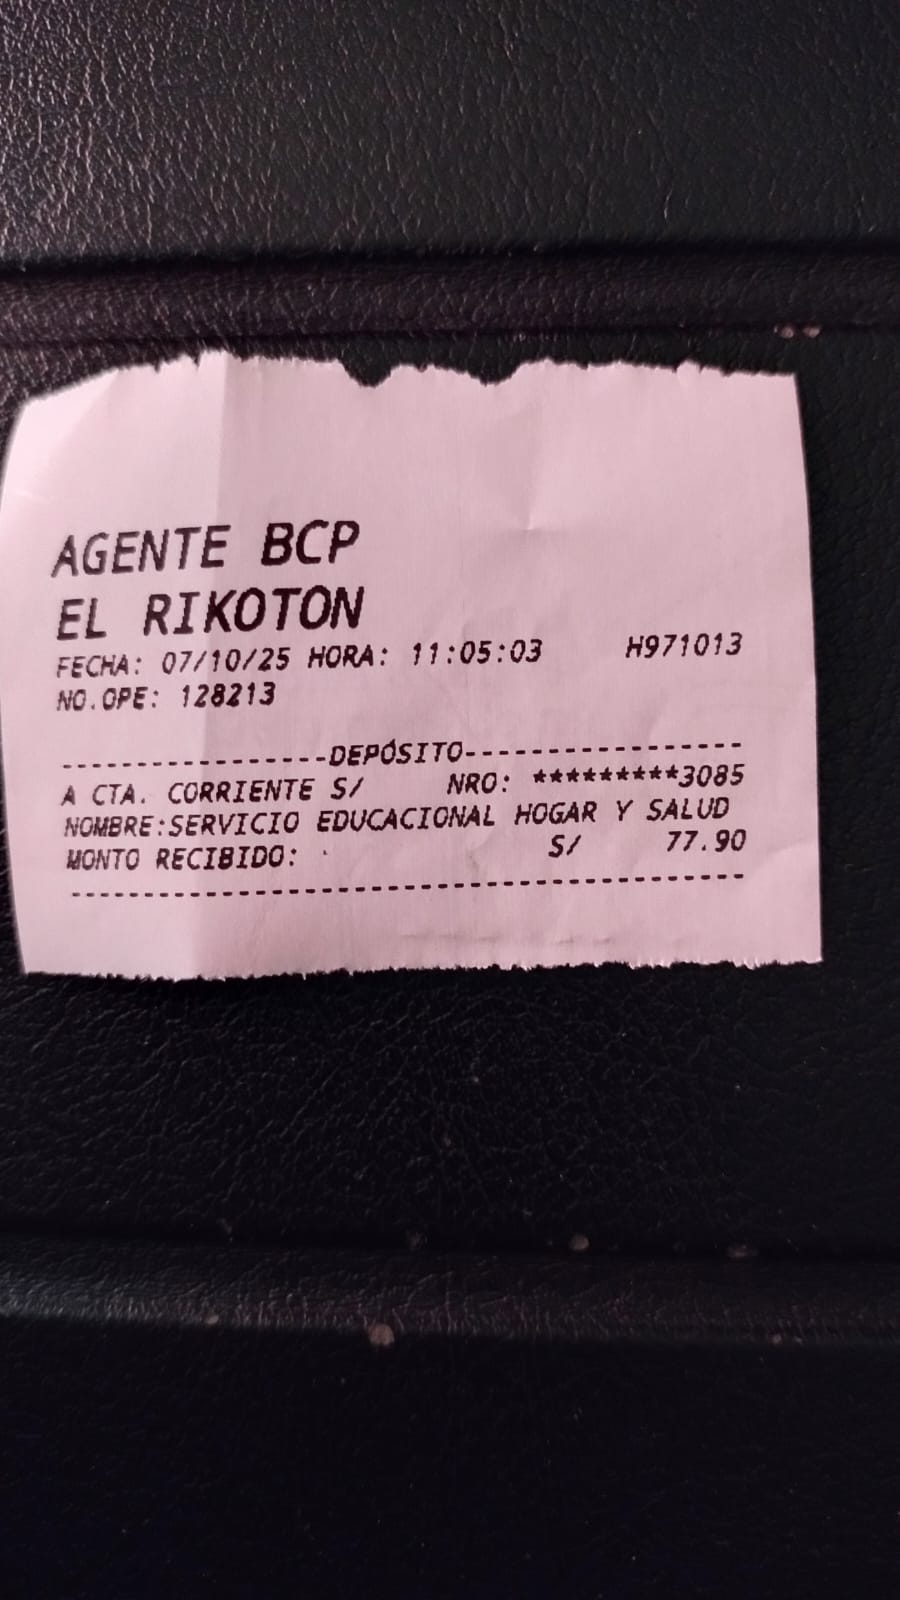 AGENTE BCP
EL RIKOTON
FECHA: 07/10/25 HORA: 11:05:03 H971013
NO.OPE: 128213
------------------DEPÓSITO-------------------
A CTA. CORRIENTE S/ NRO: *********3085
NOMBRE:SERVICIO EDUCACIONAL HOGAR Y SALUD
MONTO RECIBIDO: S/ 77.90
---------------------------------------------